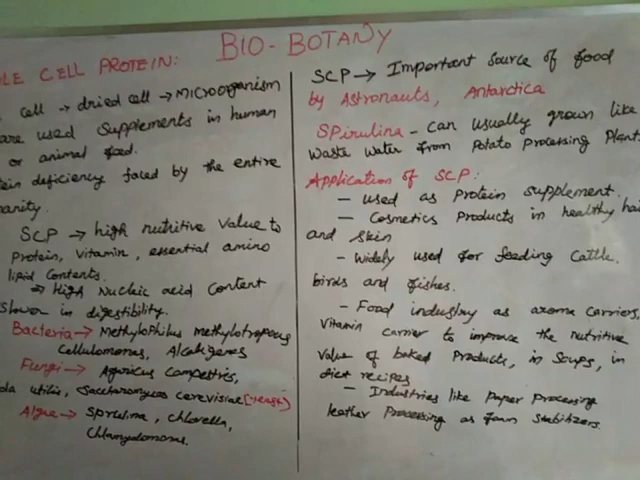 BIO-BOTANY
LE CELL PROTEIN:
cell → dried cell → microorganism
are used supplements in human
or animal feed.
ein deficiency faced by the entire
anity.
SCP → high nutritive value to
Protein, vitamin, essential amino
lipid contents.
→ High Nucleic acid content
slower in digestibility.
Bacteria → Methylophilus methylotropous
Cellulomonas, Alcaligenes
Fungi → Agaricus campestris,
da utilis, Saccharomyces cerevisiae (yeast)
Algae → Spirulina, chlorella,
Chlamydomonas.
SCP → Important source of food
by Astronauts, Antarctica
SPirulina - can usually grown like
waste water from Potato Processing Plant.
Application of SCP:
- used as Protein supplement.
- Cosmetics Products in healthy hai
and skin
- Widely used for feeding cattle,
birds and fishes.
- Food industry as aroma carriers,
Vitamin carrier to improve the nutritive
value of baked Products, in soups, in
diet recipes
- Industries like Paper Processing
leather Processing as foam stabilizers.